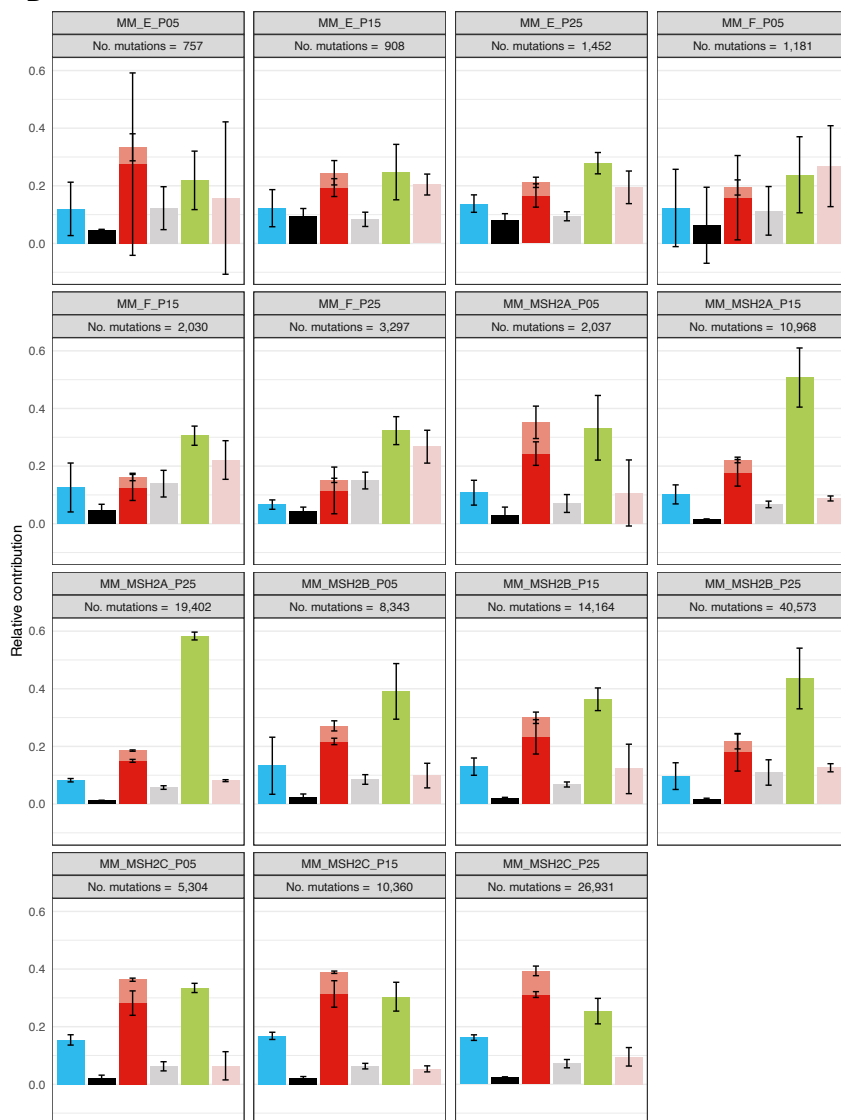 MM_E_P05
MM_E_P15
MM_E_P25
MM_F_P05
No. mutations = 757
No. mutations = 908
No. mutations = 1,452
No. mutations = 1,181
0.6
0.4
0.2
0.0
MM_F_P15
MM_F_P25
MM_MSH2A_P05
MM_MSH2A_P15
No. mutations = 2,030
No. mutations = 3,297
No. mutations = 2,037
No. mutations = 10,968
0.6
0.4
0.2
0.0
Relative contribution
MM_MSH2A_P25
MM_MSH2B_P05
MM_MSH2B_P15
MM_MSH2B_P25
No. mutations = 19,402
No. mutations = 8,343
No. mutations = 14,164
No. mutations = 40,573
0.6
0.4
0.2
0.0
MM_MSH2C_P05
MM_MSH2C_P15
MM_MSH2C_P25
No. mutations = 5,304
No. mutations = 10,360
No. mutations = 26,931
0.6
0.4
0.2
0.0